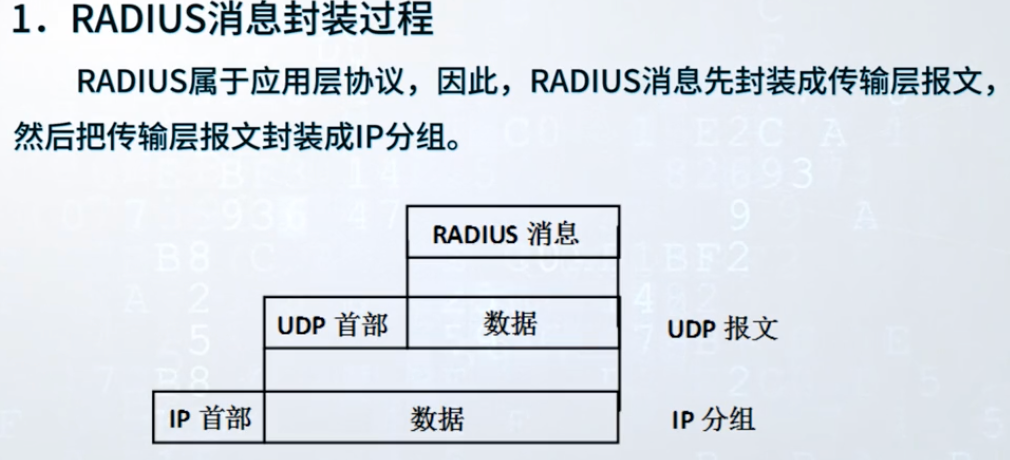 1. RADIUS消息封装过程
RADIUS属于应用层协议，因此，RADIUS消息先封装成传输层报文，
然后把传输层报文封装成IP分组。
RADIUS 消息
UDP 首部 数据 UDP 报文
IP 首部 数据 IP 分组